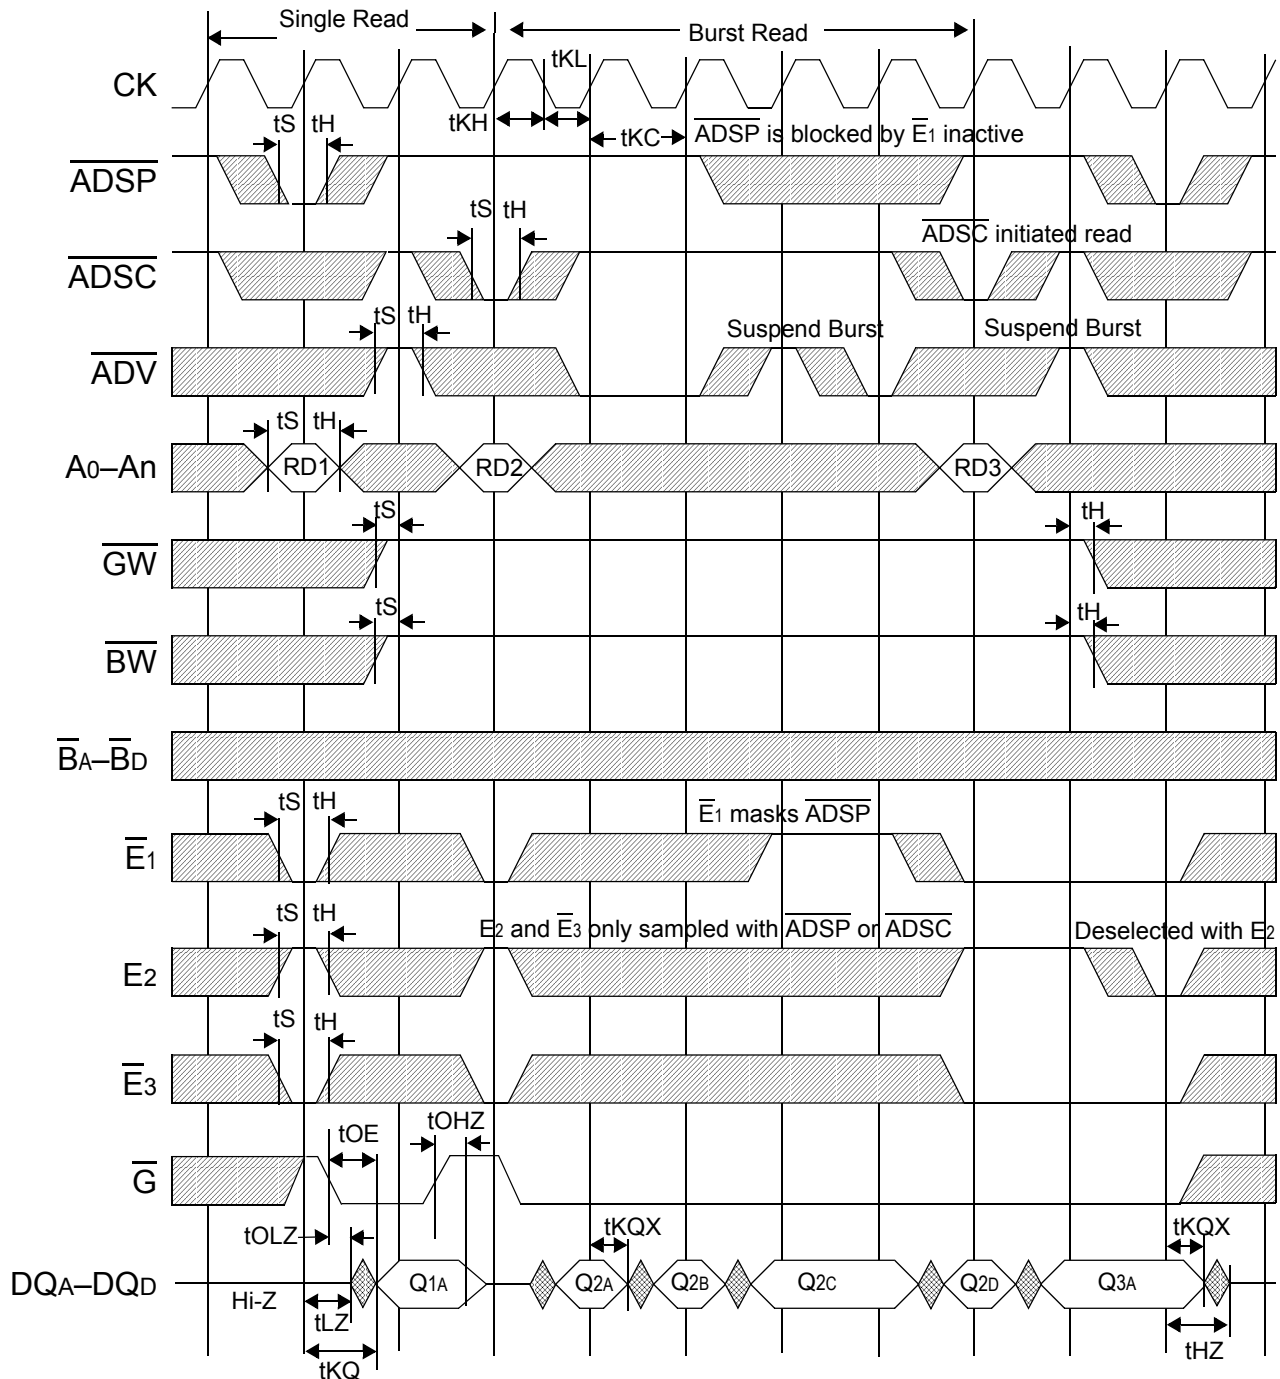 Single Read
Burst Read
CK
tKL
tKH
tKC
ADSP is blocked by E1 inactive
tS tH
ADSP
tS tH
ADSC initiated read
ADSC
tS tH
Suspend Burst
Suspend Burst
ADV
tS tH
A0–An
RD1
RD2
RD3
tS
tH
GW
tS
tH
BW
BA–BD
tS tH
E1 masks ADSP
E1
tS tH
E2 and E3 only sampled with ADSP or ADSC
Deselected with E2
E2
tS tH
E3
tOE
tOHZ
G
tOLZ
tKQX
tKQX
DQA–DQD
Q1A
Q2A
Q2B
Q2C
Q2D
Q3A
Hi-Z
tLZ
tHZ
tKQ